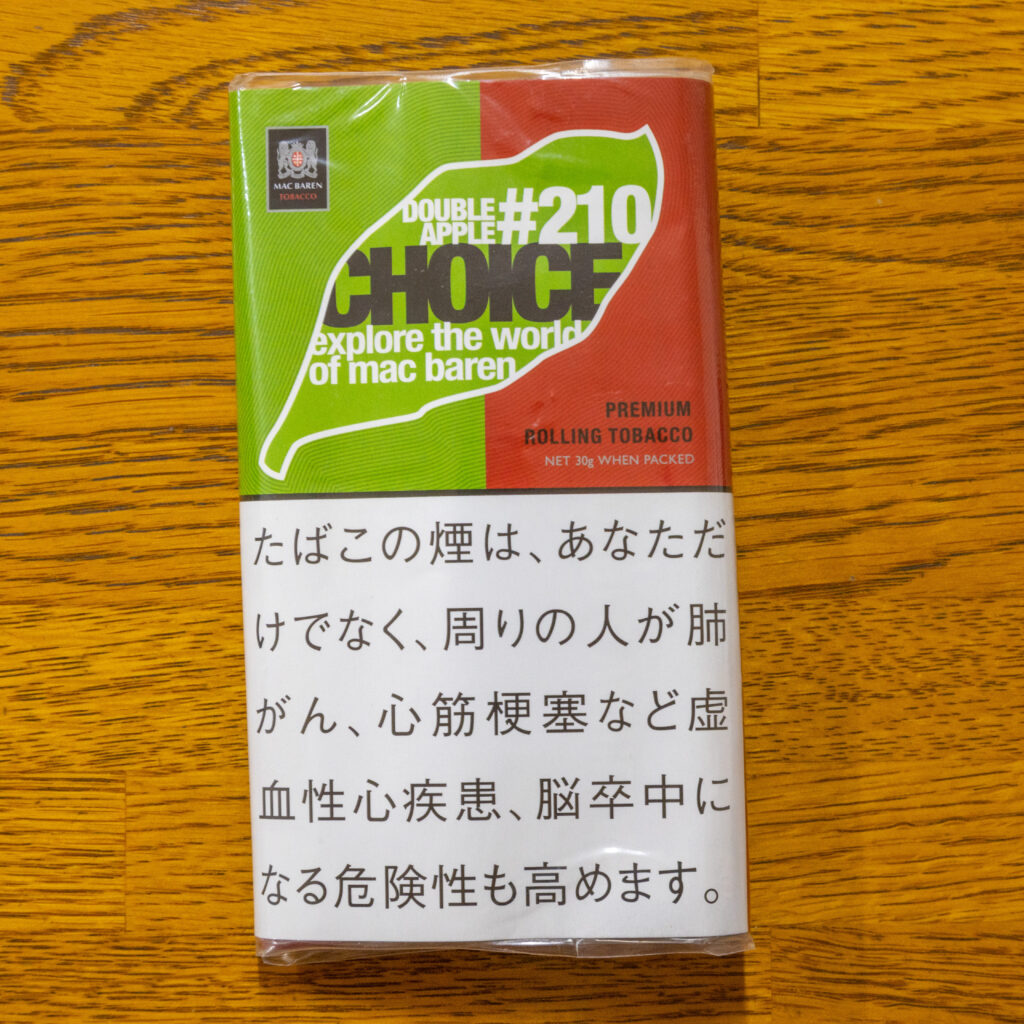 MAC BAREN
TOBACCO
DOUBLE
APPLE
#210
CHOICE
explore the world
of mac baren
PREMIUM
ROLLING TOBACCO
NET 30g WHEN PACKED
たばこの煙は、あなただ
けでなく、周りの人が肺
がん、心筋梗塞など虚
血性心疾患、脳卒中に
なる危険性も高めます。